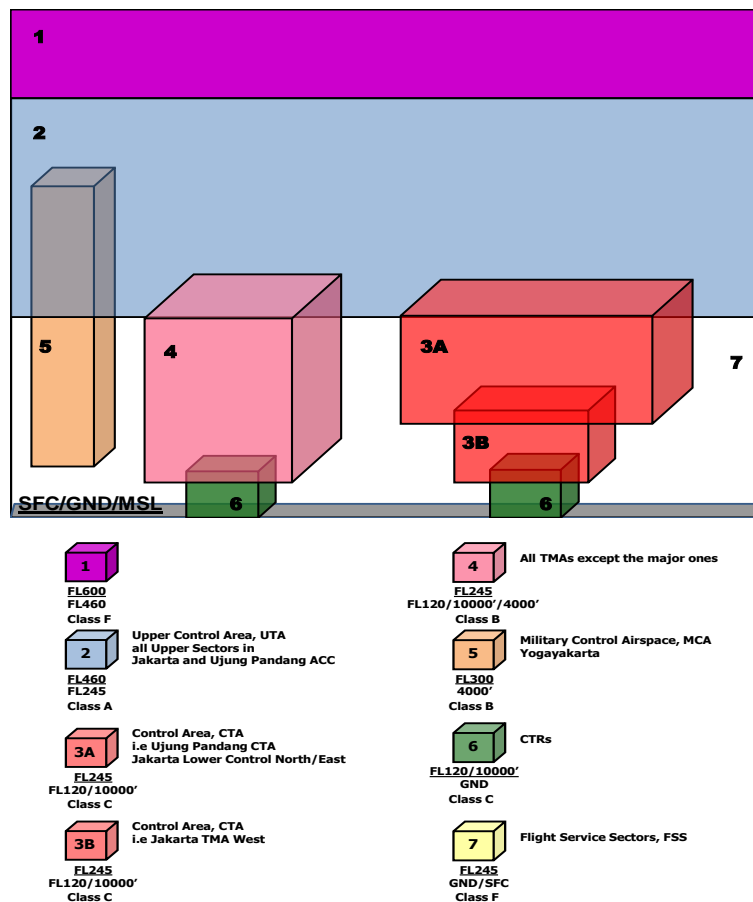 1
2
5
4
3A
7
3B
SFC/GND/MSL
6
6
1
FL600
FL460
Class F
2
Upper Control Area, UTA
all Upper Sectors in
Jakarta and Ujung Pandang ACC
FL460
FL245
Class A
3A
Control Area, CTA
i.e Ujung Pandang CTA
Jakarta Lower Control North/East
FL245
FL120/10000’
Class C
3B
Control Area, CTA
i.e Jakarta TMA West
FL245
FL120/10000’
Class C
4
All TMAs except the major ones
FL245
FL120/10000’/4000’
Class B
5
Military Control Airspace, MCA
Yogayakarta
FL300
4000’
Class B
6
CTRs
FL120/10000’
GND
Class C
7
Flight Service Sectors, FSS
FL245
GND/SFC
Class F